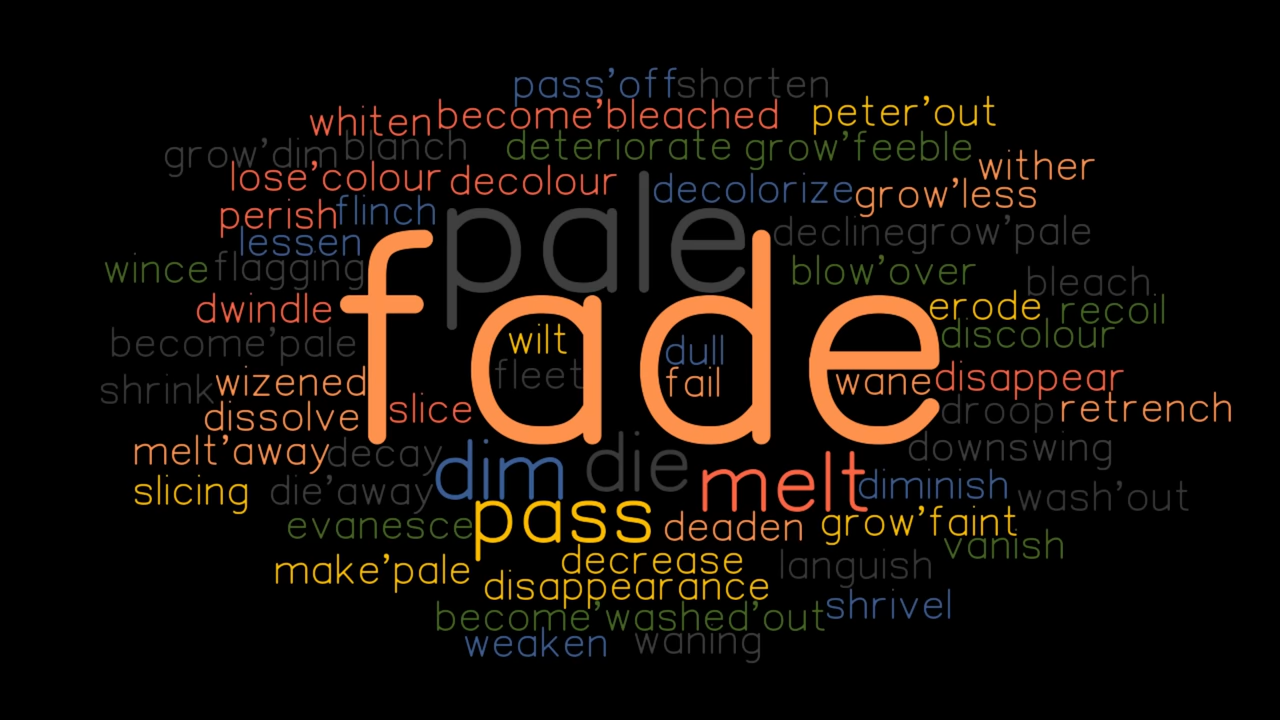 pass'off shorten
whiten become'bleached peter'out
grow'dim blanch deteriorate grow'feeble
wither
lose'colour decolour decolorize grow'less
perish flinch pale
lessen decline grow'pale
wince flagging blow'over bleach
fade
dwindle erode recoil
become'pale wilt dull discolour
shrink wizened fleet fail wane disappear
dissolve slice droop retrench
melt'away decay downswing
dim die melt
slicing die'away diminish wash'out
evanesce pass deaden grow'faint
vanish
make'pale decrease languish
disappearance
become'washed'out shrivel
weaken waning